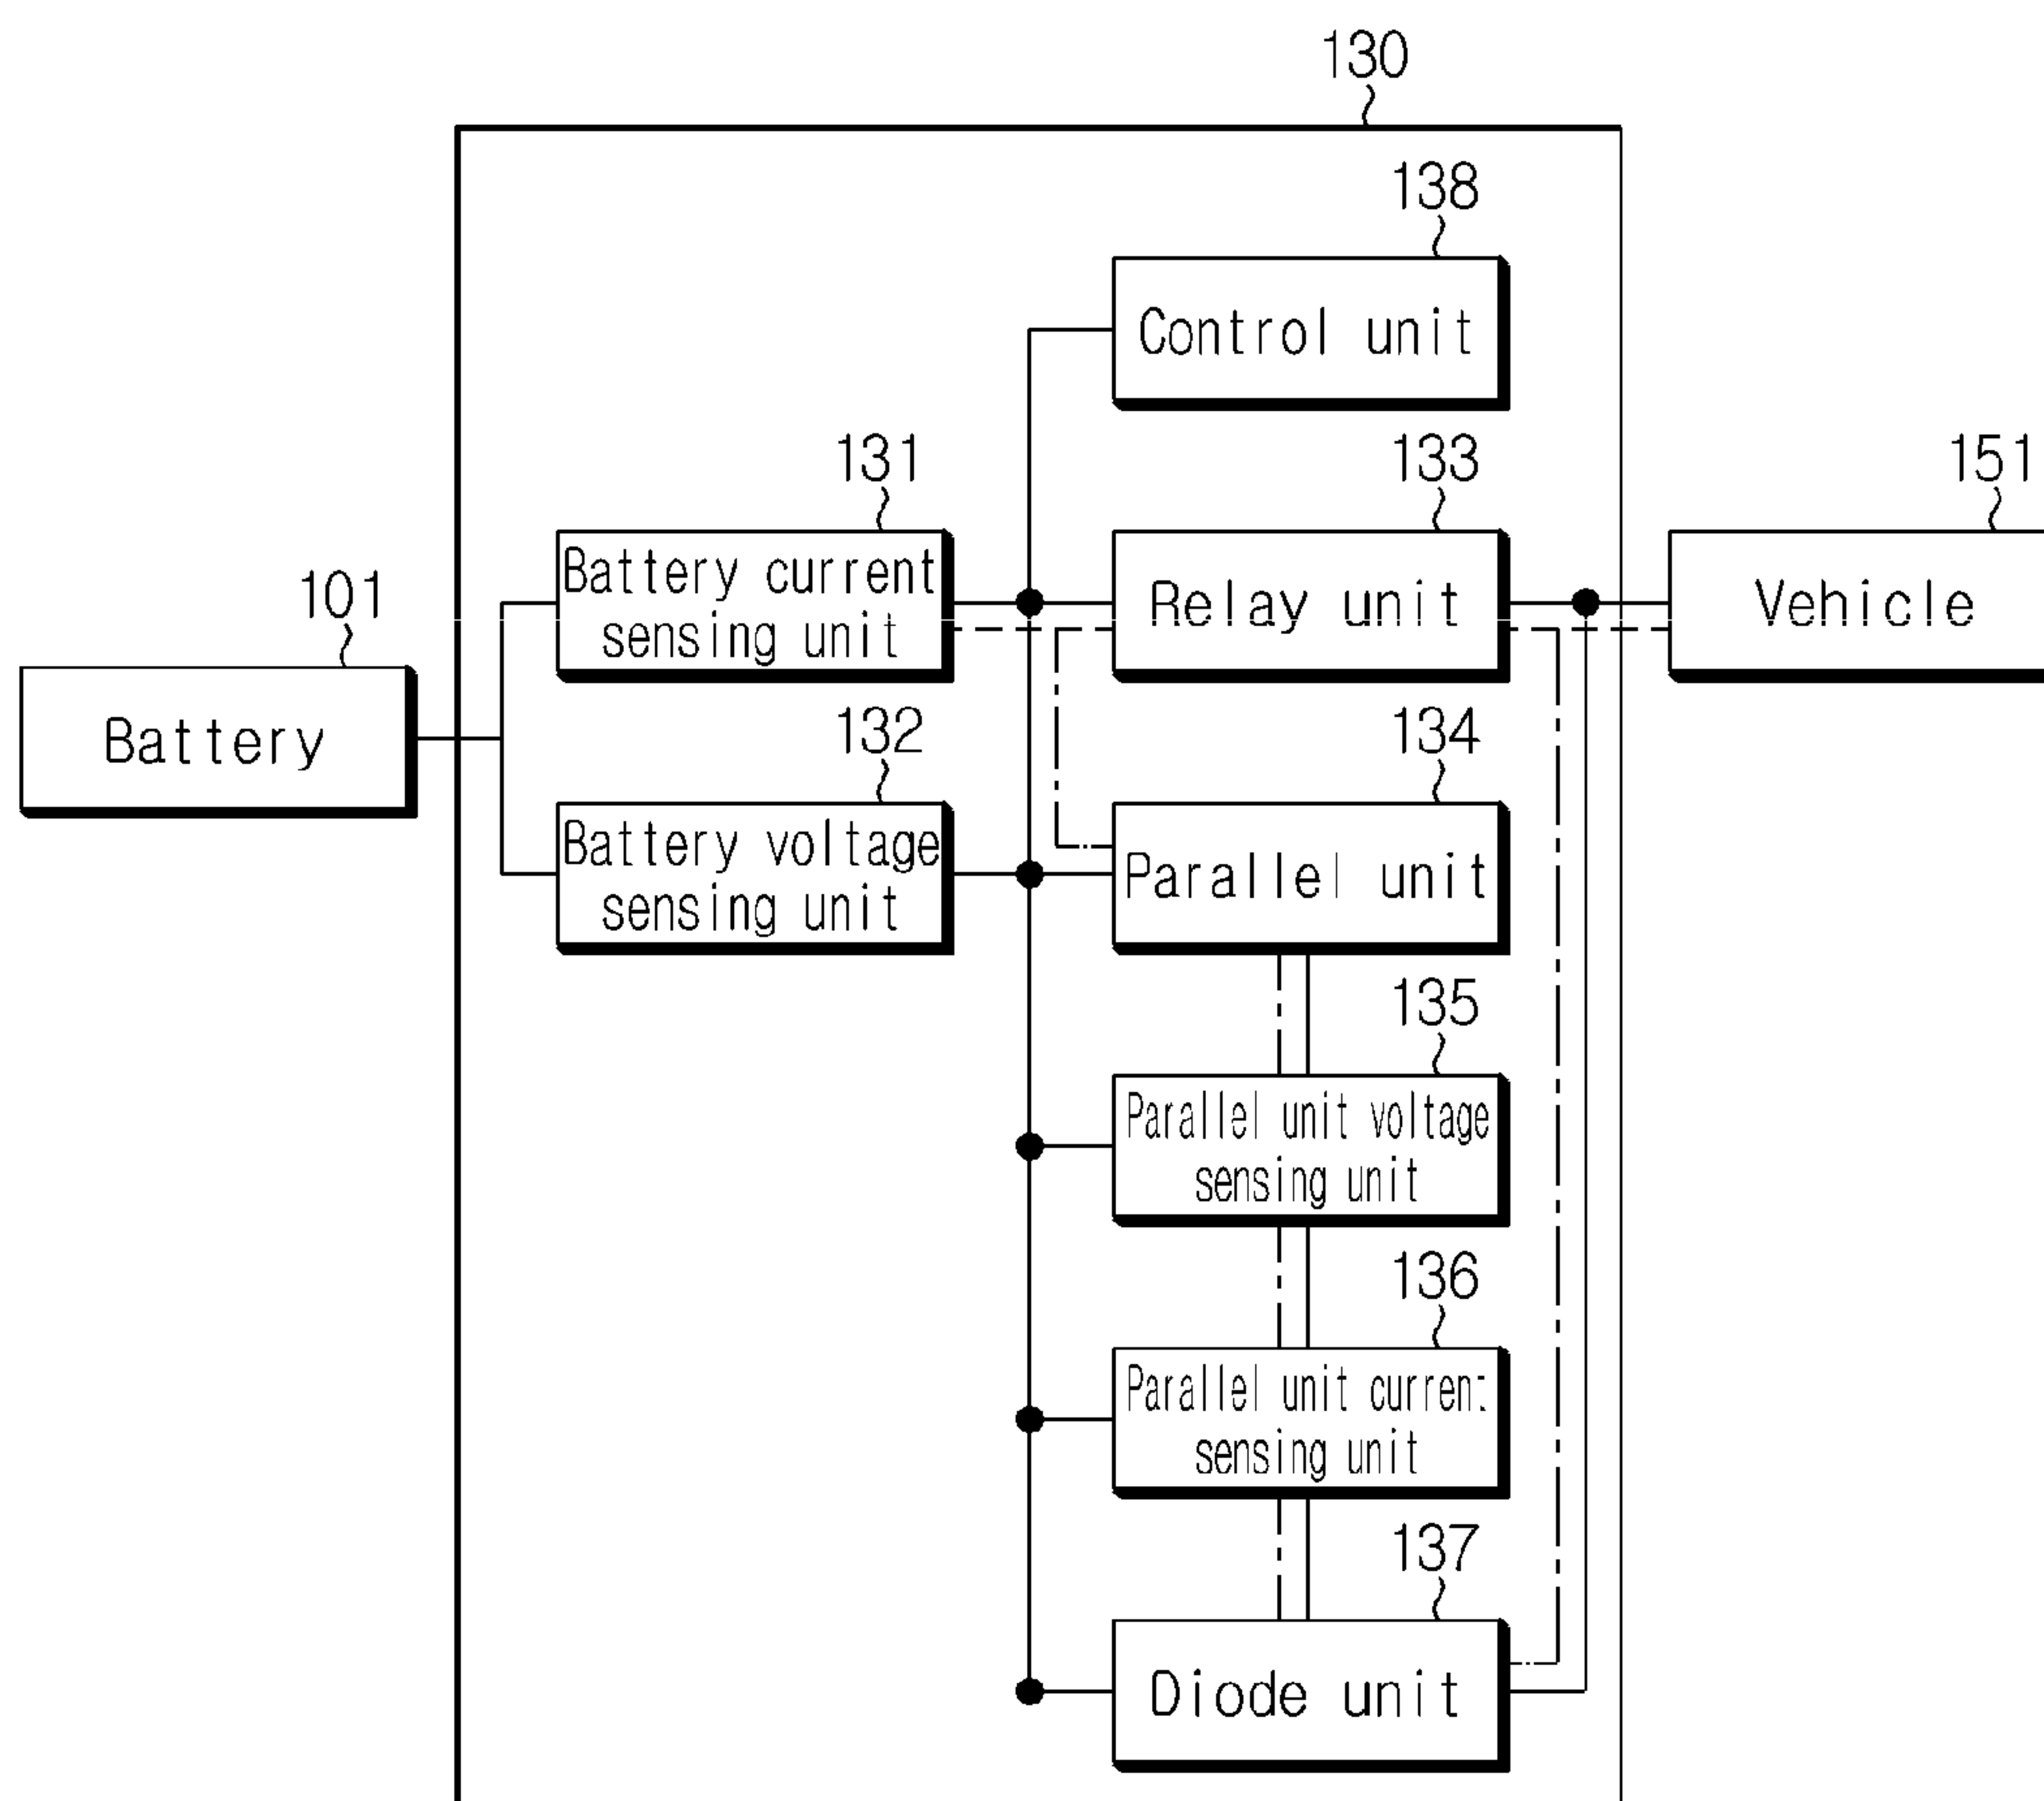 130
138
Control unit
131
133
151
Battery current
sensing unit
Relay unit
Vehicle
101
Battery
132
134
Battery voltage
sensing unit
Parallel unit
135
Parallel unit voltage
sensing unit
136
Parallel unit current
sensing unit
137
Diode unit